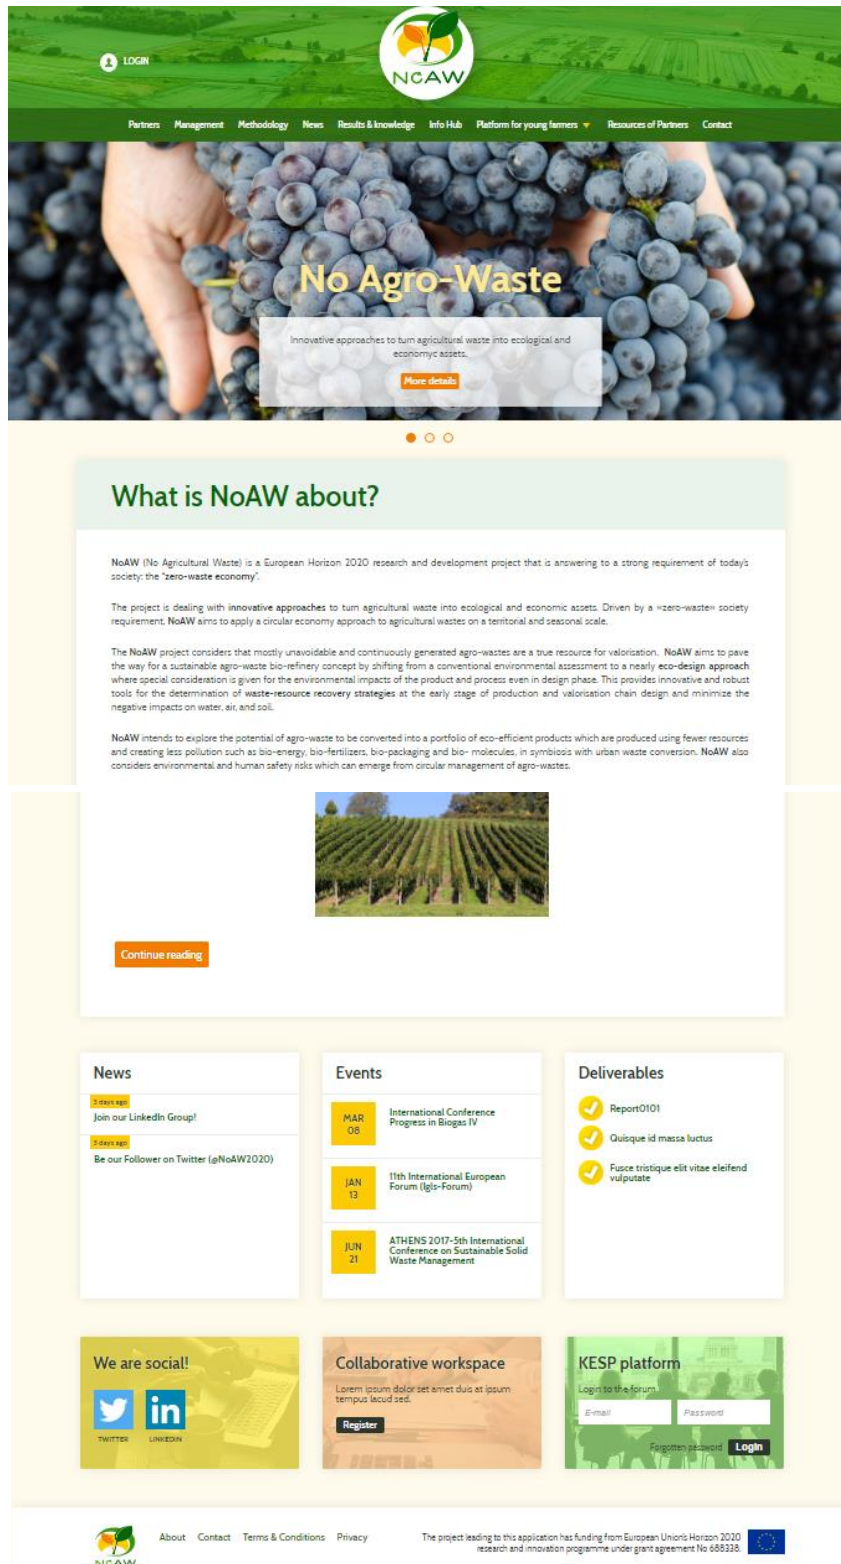 LOGIN
NOAW
Partners Management Methodology News Results & knowledge Info Hub Platform for young farmers Resources of Partners Contact
No Agro-Waste
Innovative approaches to turn agricultural waste into ecological and
economyc assets,
More details
What is NoAW about?
NoAW (No Agricultural Waste) is a European Horizon 2020 research and development project that is answering to a strong requirement of today's
society: the "zero-waste economy".
The project is dealing with innovative approaches to turn agricultural waste into ecological and economic assets. Driven by a «zero-waste» society
requirement, NoAW aims to apply a circular economy approach to agricultural wastes on a territorial and seasonal scale.
The NoAW project considers that mostly unavoidable and continuously generated agro-wastes are a true resource for valorisation. NoAW aims to pave
the way for a sustainable agro-waste bio-refinery concept by shifting from a conventional environmental assessment to a nearly eco-design approach
where special consideration is given for the environmental impacts of the product and process even in design phase. This provides innovative and robust
tools for the determination of waste-resource recovery strategies at the early stage of production and valorisation chain design and minimize the
negative impacts on water, air, and soil.
NoAW intends to explore the potential of agro-waste to be converted into a portfolio of eco-efficient products which are produced using fewer resources
and creating less pollution such as bio-energy, bio-fertilizers, bio-packaging and bio- molecules, in symbiosis with urban waste conversion. NoAW also
considers environmental and human safety risks which can emerge from circular management of agro-wastes.
Continue reading
News
3 days ago
Join our LinkedIn Group!
3 days ago
Be our Follower on Twitter (@NoAW2020)
Events
MAR
08
International Conference
Progress in Biogas IV
JAN
13
11th International European
Forum (Igls-Forum)
JUN
21
ATHENS 2017-5th International
Conference on Sustainable Solid
Waste Management
Deliverables
Report0101
Quisque id massa luctus
Fusce tristique elit vitae eleifend
vulputate
We are social!
in
TWITTER LINKEDIN
Collaborative workspace
Lorem ipsum dolor set amet duis at ipsum
tempus lacud sed.
Register
KESP platform
Login to the forum
E-mail Password
Forgotten password Login
NOAW
About Contact Terms & Conditions Privacy
The project leading to this application has funding from European Union's Horizon 2020
research and innovation programme under grant agreement No 688338.